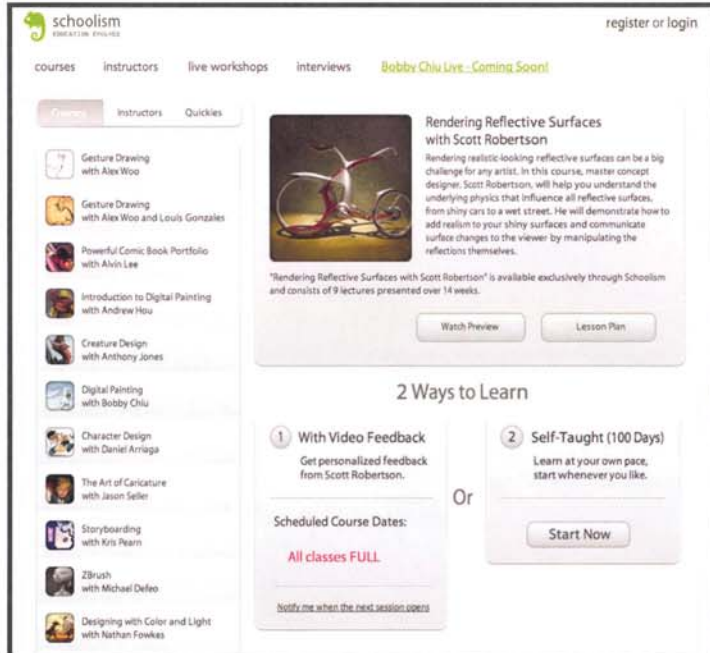 schoolism
EDUCATION EVOLVED
register or login
courses
instructors
live workshops
interviews
Bobby Chiu Live - Coming Soon!
Courses
Instructors
Quickies
Gesture Drawing
with Alex Woo
Gesture Drawing
with Alex Woo and Louis Gonzales
Powerful Comic Book Portfolio
with Alvin Lee
Introduction to Digital Painting
with Andrew Hou
Creature Design
with Anthony Jones
Digital Painting
with Bobby Chiu
Character Design
with Daniel Arriaga
The Art of Caricature
with Jason Seiler
Storyboarding
with Kris Pearn
ZBrush
with Michael Defeo
Designing with Color and Light
with Nathan Fowkes
Rendering Reflective Surfaces
with Scott Robertson
Rendering realistic-looking reflective surfaces can be a big
challenge for any artist. In this course, master concept
designer, Scott Robertson, will help you understand the
underlying physics that influence all reflective surfaces,
from shiny cars to a wet street. He will demonstrate how to
add realism to your shiny surfaces and communicate
surface changes to the viewer by manipulating the
reflections themselves.
"Rendering Reflective Surfaces with Scott Robertson" is available exclusively through Schoolism
and consists of 9 lectures presented over 14 weeks.
Watch Preview
Lesson Plan
2 Ways to Learn
1 With Video Feedback
Get personalized feedback
from Scott Robertson.
Scheduled Course Dates:
All classes FULL
Notify me when the next session opens
Or
2 Self-Taught (100 Days)
Learn at your own pace,
start whenever you like.
Start Now